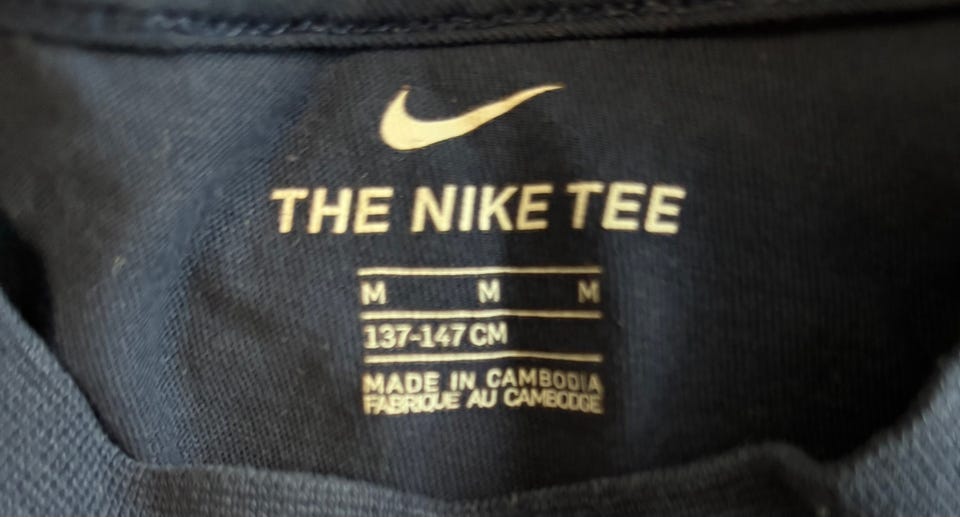 THE NIKE TEE
M M M
137-147 CM
MADE IN CAMBODIA
FABRIQUE AU CAMBODGE